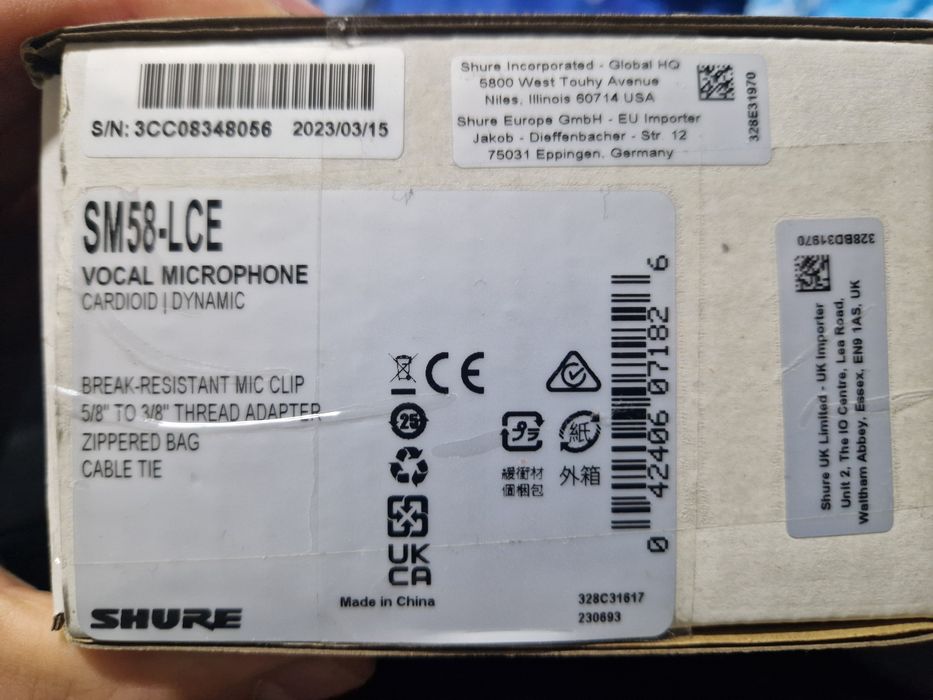 S/N: 3CC08348056 2023/03/15
Shure Incorporated - Global HQ
5800 West Touhy Avenue
Niles, Illinois 60714 USA
Shure Europe GmbH - EU Importer
Jakob - Dieffenbacher - Str. 12
75031 Eppingen, Germany
328E31970
SM58-LCE
VOCAL MICROPHONE
CARDIOID | DYNAMIC
BREAK-RESISTANT MIC CLIP
5/8" TO 3/8" THREAD ADAPTER
ZIPPERED BAG
CABLE TIE
CE
25
プラ
紙
緩衝材
個梱包
外箱
UK
CA
Made in China
SHURE
328C31617
230693
0 42406 07182 6
328BD31970
Shure UK Limited - UK Importer
Unit 2, The IO Centre, Lea Road,
Waltham Abbey, Essex, EN9 1AS, UK